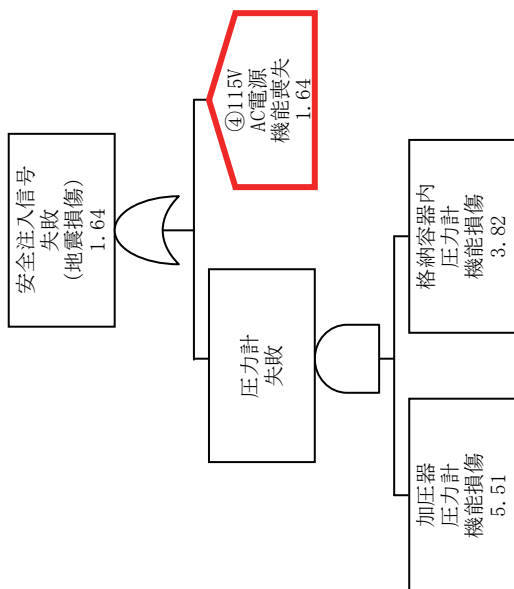 安全注入信号
失敗
(地震損傷)
1.64
圧力計
失敗
④115V
AC電源
機能喪失
1.64
加圧器
圧力計
機能損傷
5.51
格納容器内
圧力計
機能損傷
3.82